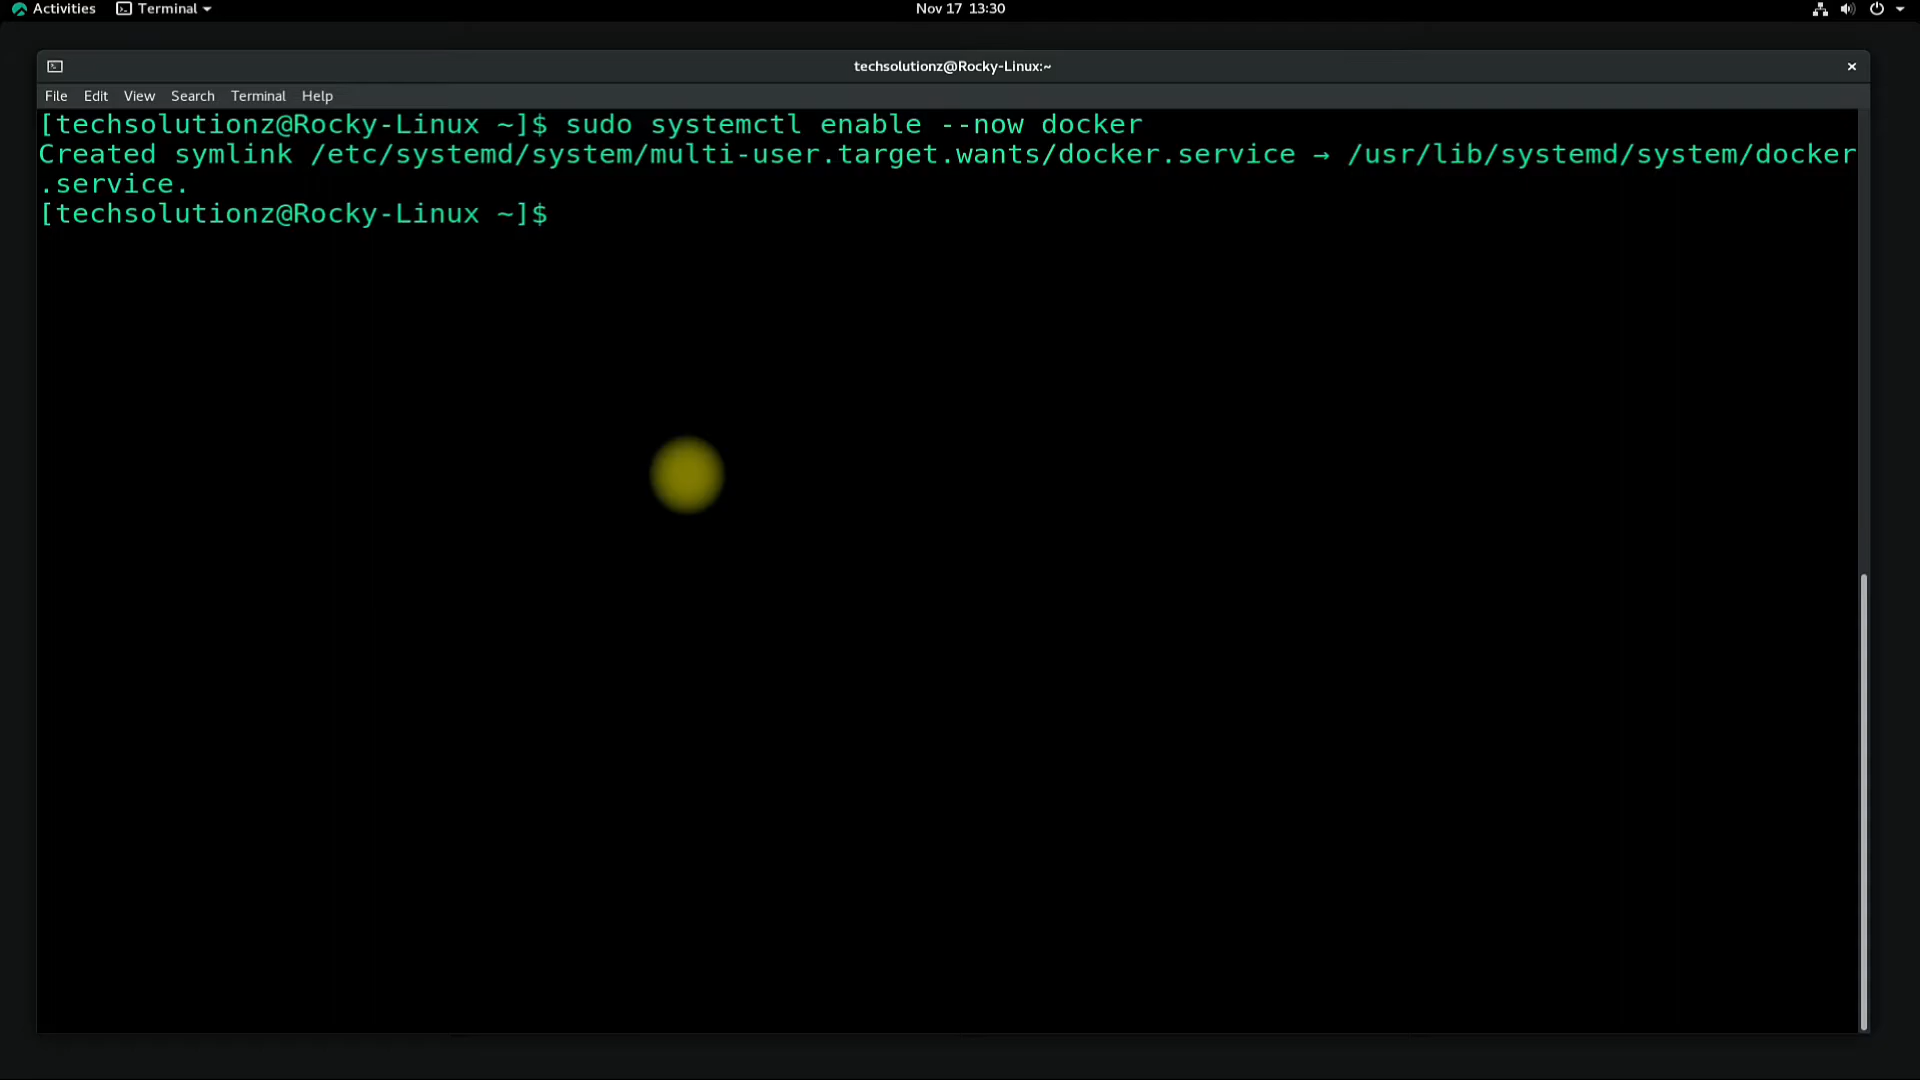 Activities Terminal Nov 17 13:30
techsolutionz@Rocky-Linux:~
File Edit View Search Terminal Help
[techsolutionz@Rocky-Linux ~]$ sudo systemctl enable --now docker
Created symlink /etc/systemd/system/multi-user.target.wants/docker.service → /usr/lib/systemd/system/docker
.service.
[techsolutionz@Rocky-Linux ~]$